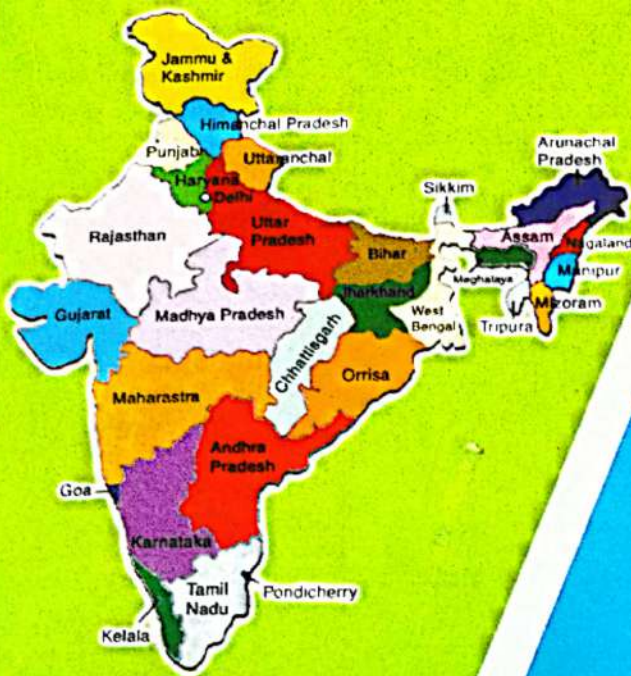 Jammu &
Kashmir
Himanchal Pradesh
Punjab
Uttaranchal
Haryana
Delhi
Arunachal
Pradesh
Sikkim
Rajasthan
Uttar
Pradesh
Assam
Nagaland
Bihar
Manipur
Meghalaya
Jharkhand
Gujarat
Madhya Pradesh
West
Bengal
Mizoram
Tripura
Chhattisgarh
Orrisa
Maharastra
Andhra
Pradesh
Goa
Karnataka
Tamil
Nadu
Pondicherry
Kelala